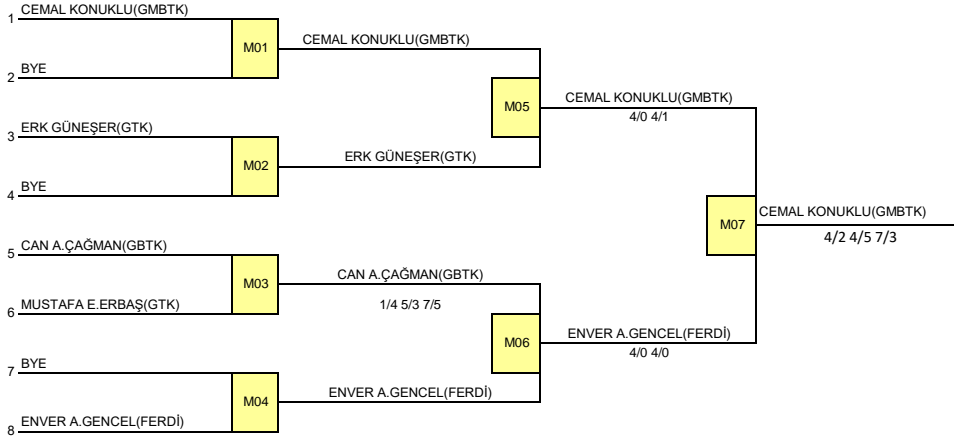 1 CEMAL KONUKLU(GMBTK)
M01
CEMAL KONUKLU(GMBTK)
2 BYE
M05
CEMAL KONUKLU(GMBTK)
4/0 4/1
3 ERK GÜNEŞER(GTK)
M02
ERK GÜNEŞER(GTK)
4 BYE
M07
CEMAL KONUKLU(GMBTK)
4/2 4/5 7/3
5 CAN A.ÇAĞMAN(GBTK)
M03
CAN A.ÇAĞMAN(GBTK)
1/4 5/3 7/5
6 MUSTAFA E.ERBAŞ(GTK)
M06
ENVER A.GENCEL(FERDİ)
4/0 4/0
7 BYE
M04
ENVER A.GENCEL(FERDİ)
8 ENVER A.GENCEL(FERDİ)